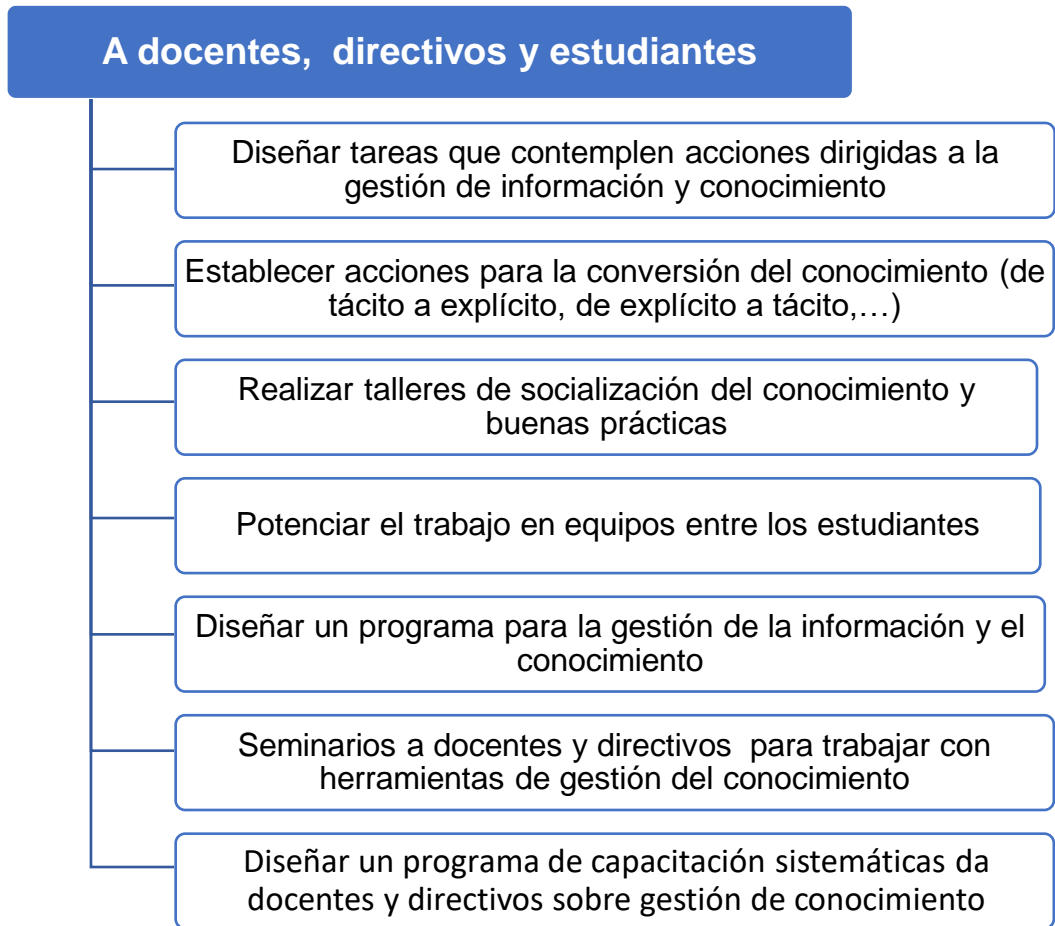 A docentes,  directivos y estudiantes
Diseñar tareas que contemplen acciones dirigidas a la
gestión de información y conocimiento
Establecer acciones para la conversión del conocimiento (de
tácito a explícito, de explícito a tácito,…)
Realizar talleres de socialización del conocimiento y
buenas prácticas
Potenciar el trabajo en equipos entre los estudiantes
Diseñar un programa para la gestión de la información y el
conocimiento
Seminarios a docentes y directivos  para trabajar con
herramientas de gestión del conocimiento
Diseñar un programa de capacitación sistemáticas da
docentes y directivos sobre gestión de conocimiento